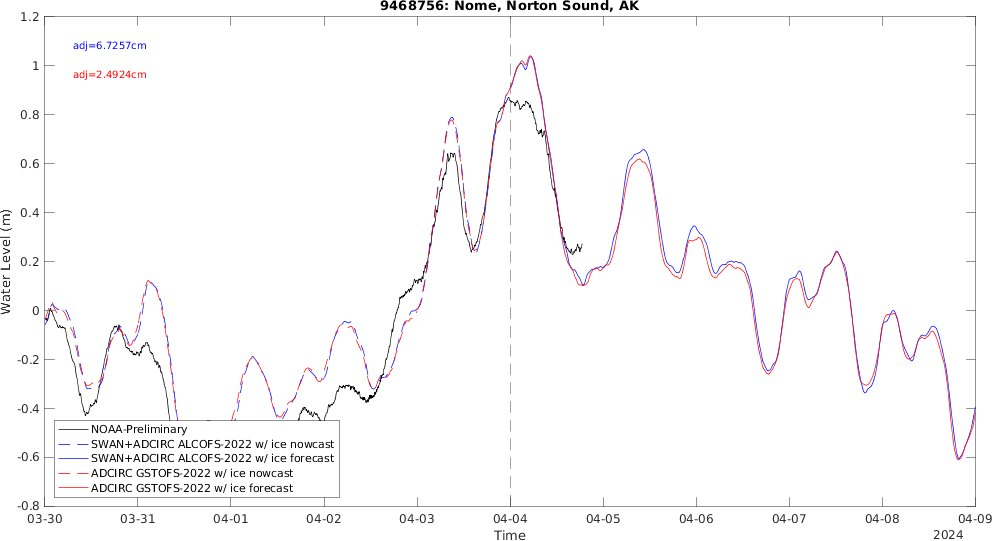 9468756: Nome, Norton Sound, AK
adj=6.7257cm
adj=2.4924cm
Water Level (m)
1.2
1
0.8
0.6
0.4
0.2
0
-0.2
-0.4
-0.6
-0.8
NOAA-Preliminary
SWAN+ADCIRC ALCOFS-2022 w/ ice nowcast
SWAN+ADCIRC ALCOFS-2022 w/ ice forecast
ADCIRC GSTOFS-2022 w/ ice nowcast
ADCIRC GSTOFS-2022 w/ ice forecast
03-30 03-31 04-01 04-02 04-03 04-04 04-05 04-06 04-07 04-08 04-09
Time
2024